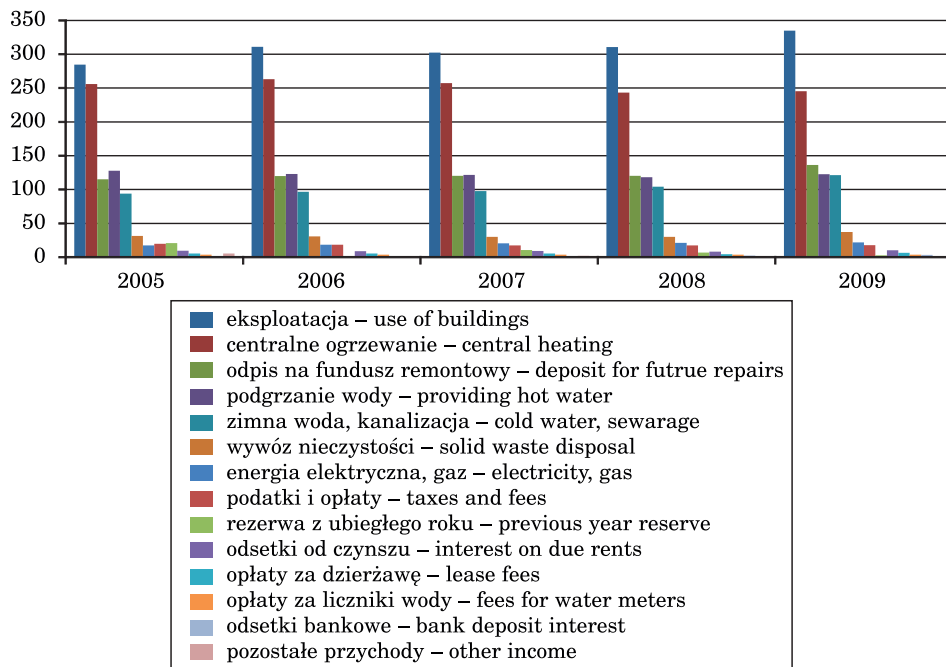 350
300
250
200
150
100
50
0
2005 2006 2007 2008 2009
eksploatacja – use of buildings
centralne ogrzewanie – central heating
odpis na fundusz remontowy – deposit for futrue repairs
podgrzanie wody – providing hot water
zimna woda, kanalizacja – cold water, sewarage
wywóz nieczystości – solid waste disposal
energia elektryczna, gaz – electricity, gas
podatki i opłaty – taxes and fees
rezerwa z ubiegłego roku – previous year reserve
odsetki od czynszu – interest on due rents
opłaty za dzierżawę – lease fees
opłaty za liczniki wody – fees for water meters
odsetki bankowe – bank deposit interest
pozostałe przychody – other income